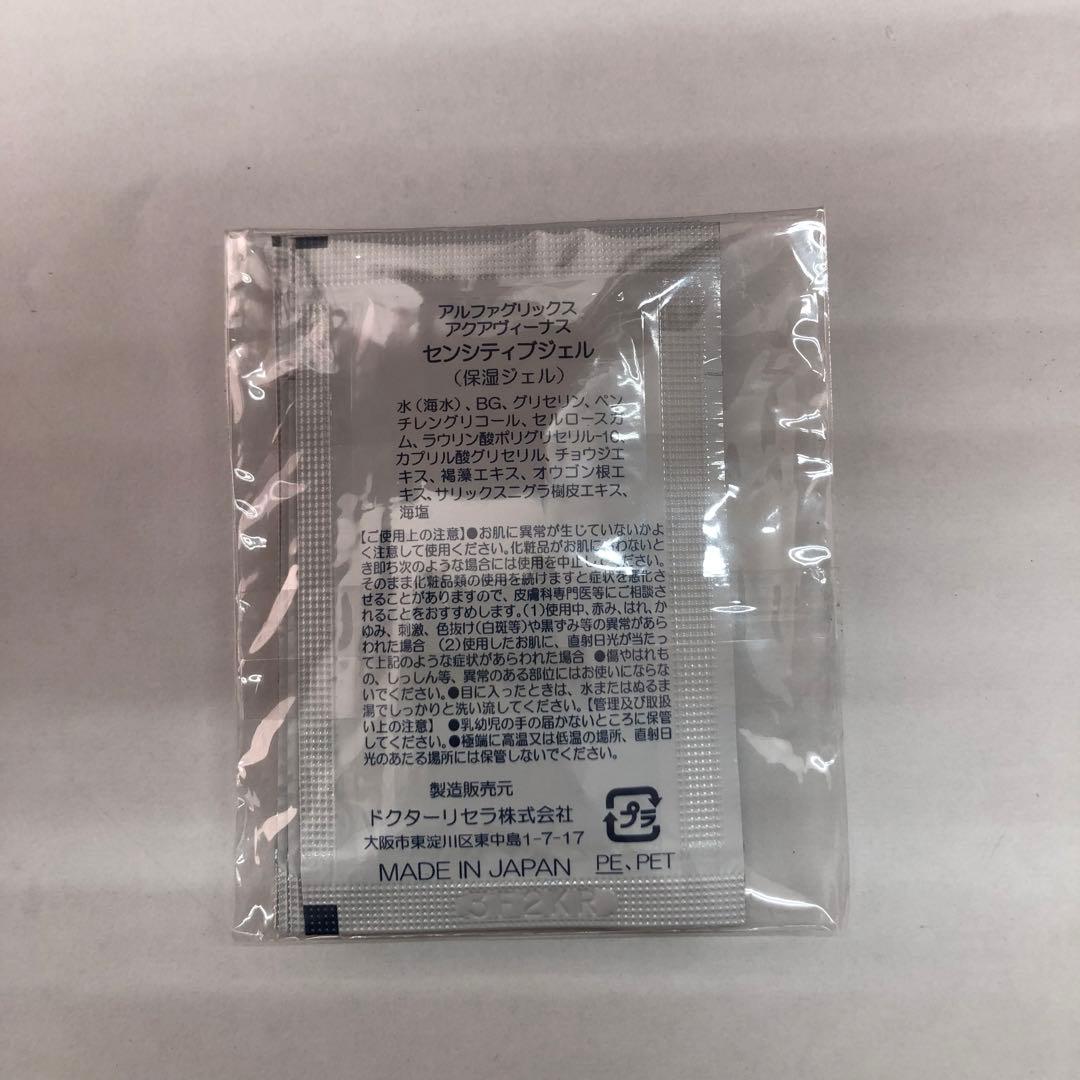 アルファグリックス
アクアヴィーナス
センシティブジェル
(保湿ジェル)
水(海水)、BG、グリセリン、ペン
チレングリコール、セルロースガ
ム、ラウリン酸ポリグリセリル-10、
カプリル酸グリセリル、チョウジエ
キス、褐藻エキス、オウゴン根エ
キス、サリックスニグラ樹皮エキス、
海塩
【ご使用上の注意】●お肌に異常が生じていないかよ
く注意して使用ください。化粧品がお肌に合わないと
き即ち次のような場合には使用を中止してください。
そのまま化粧品類の使用を続けますと症状を悪化さ
せることがありますので、皮膚科専門医等にご相談さ
れることをおすすめします。(1)使用中、赤み、はれ、か
ゆみ、刺激、色抜け(白斑等)や黒ずみ等の異常があら
われた場合 (2)使用したお肌に、直射日光が当たっ
て上記のような症状があらわれた場合 ●傷やはれも
の、しっしん等、異常のある部位にはお使いにならな
いでください。●目に入ったときは、水またはぬるま
湯でしっかりと洗い流してください。【管理及び取扱
い上の注意】 ●乳幼児の手の届かないところに保管
してください。●極端に高温又は低温の場所、直射日
光のあたる場所には保管しないでください。
製造販売元
ドクターリセラ株式会社
大阪市東淀川区東中島1-7-17
プラ
MADE IN JAPAN PE、PET
3F2KR